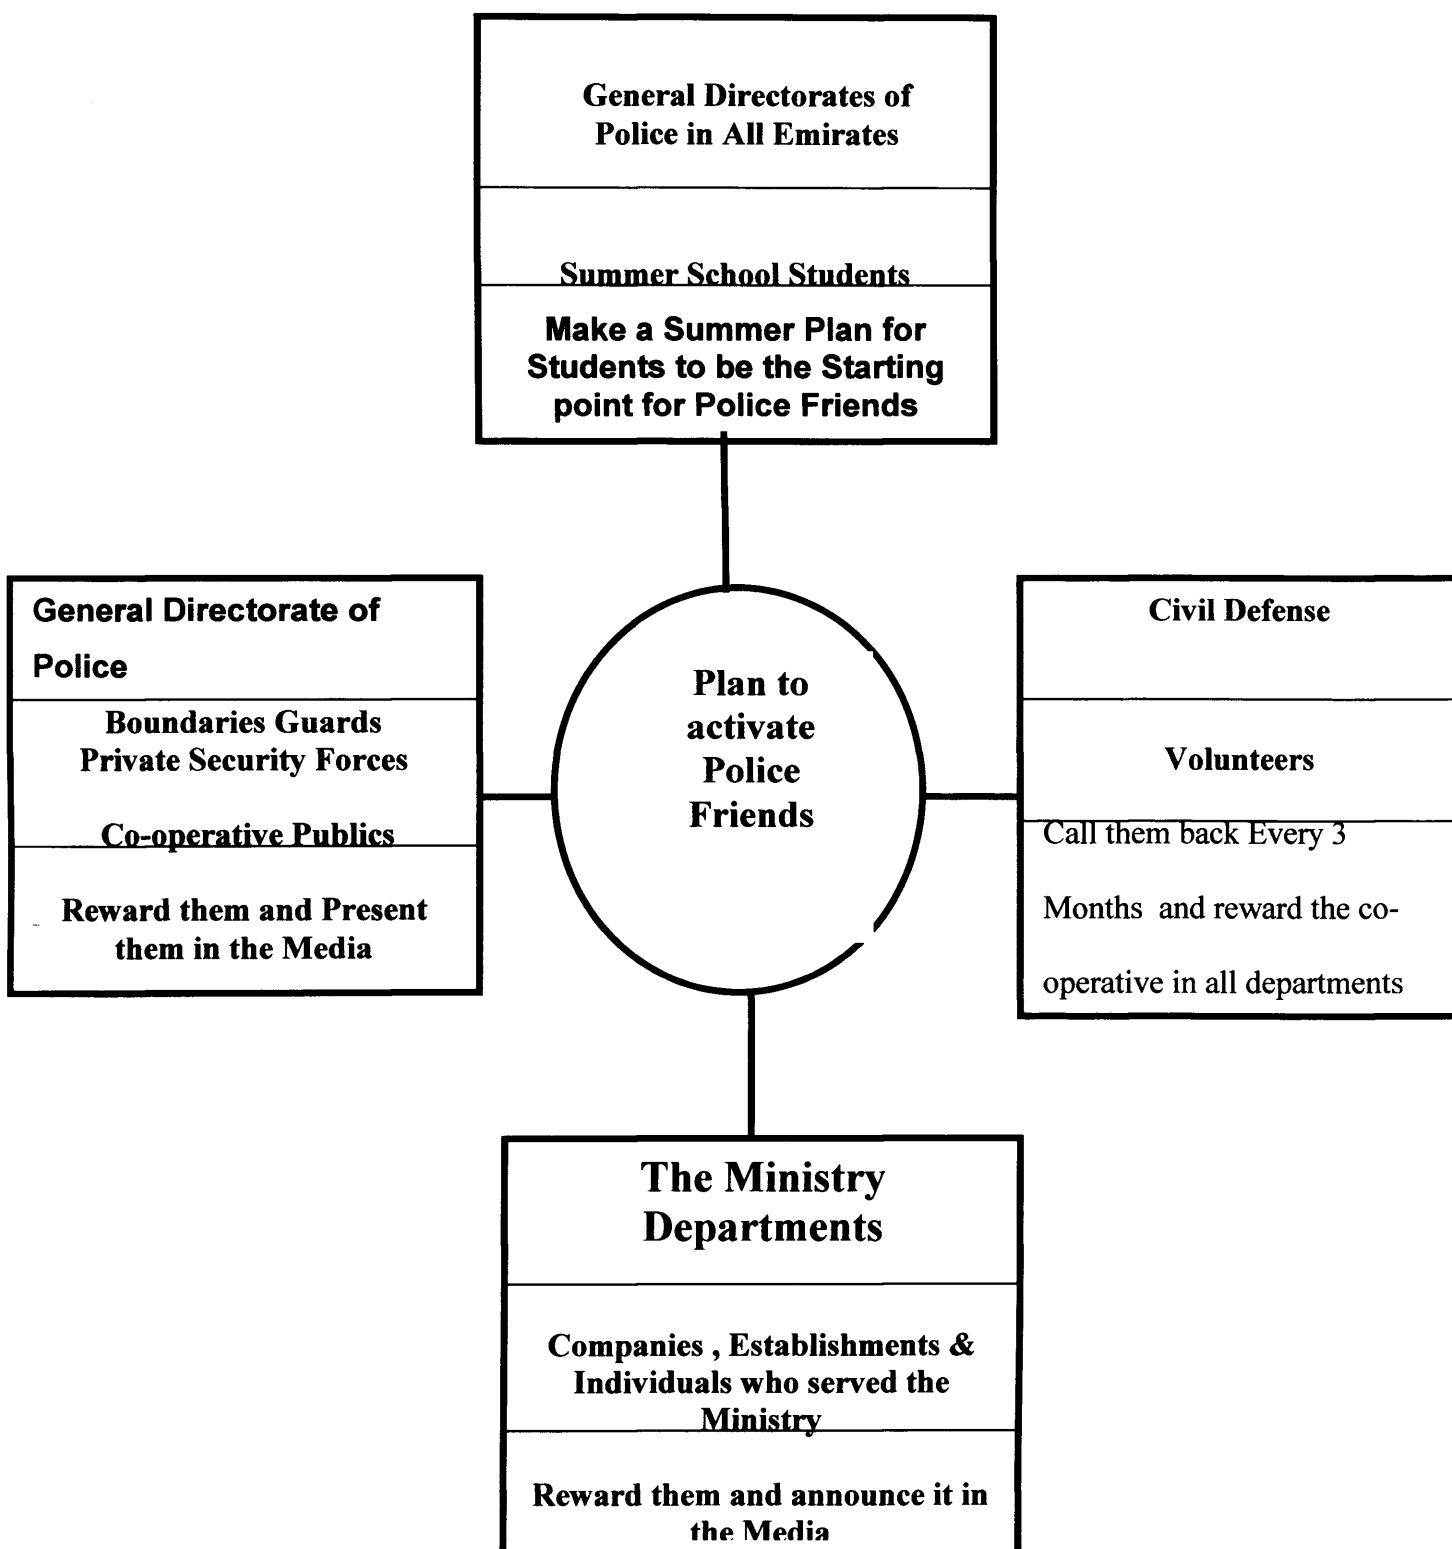 General Directorates of
Police in All Emirates
Summer School Students
Make a Summer Plan for
Students to be the Starting
point for Police Friends
General Directorate of
Police
Boundaries Guards
Private Security Forces
Co-operative Publics
Reward them and Present
them in the Media
Plan to
activate
Police
Friends
Civil Defense
Volunteers
Call them back Every 3
Months and reward the co-
operative in all departments
The Ministry
Departments
Companies , Establishments &
Individuals who served the
Ministry
Reward them and announce it in
the Media